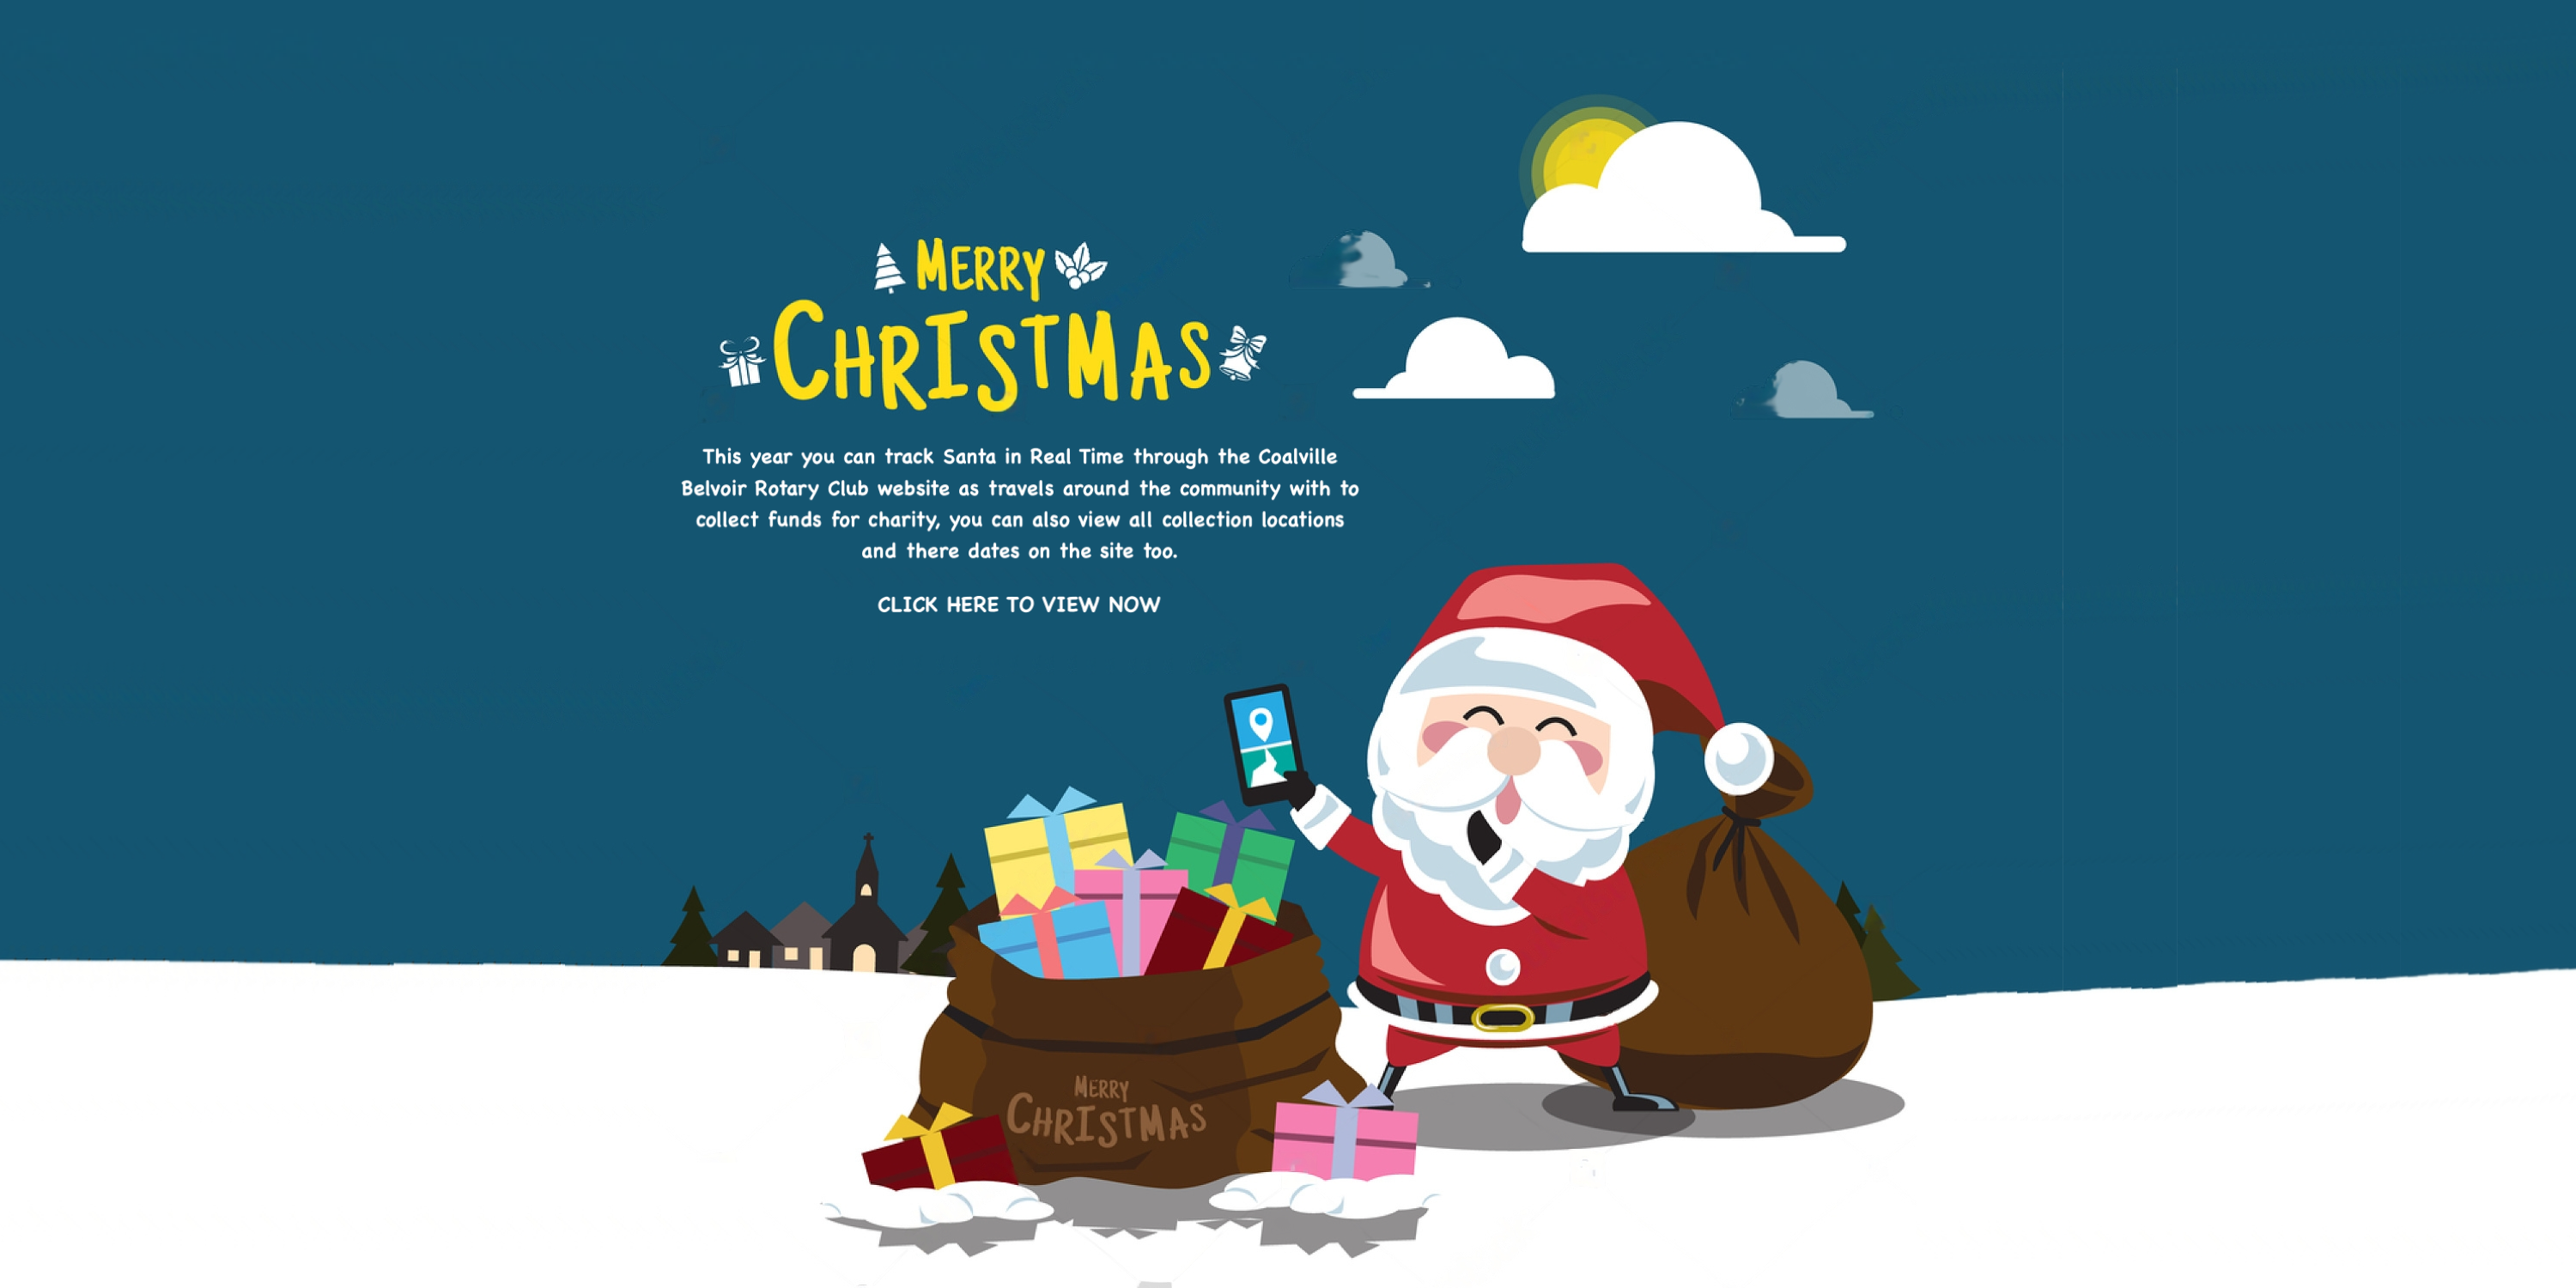 MERRY
CHRISTMAS
This year you can track Santa in Real Time through the Coalville
Belvoir Rotary Club website as travels around the community with to
collect funds for charity, you can also view all collection locations
and there dates on the site too.
CLICK HERE TO VIEW NOW
MERRY
CHRISTMAS